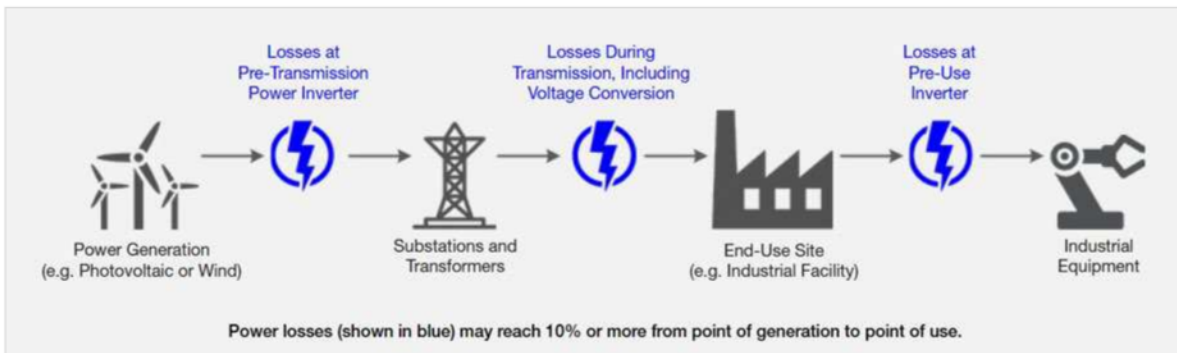 Losses at
Pre-Transmission
Power Inverter
Losses During
Transmission, Including
Voltage Conversion
Losses at
Pre-Use
Inverter
Power Generation
(e.g. Photovoltaic or Wind)
Substations and
Transformers
End-Use Site
(e.g. Industrial Facility)
Industrial
Equipment
Power losses (shown in blue) may reach 10% or more from point of generation to point of use.